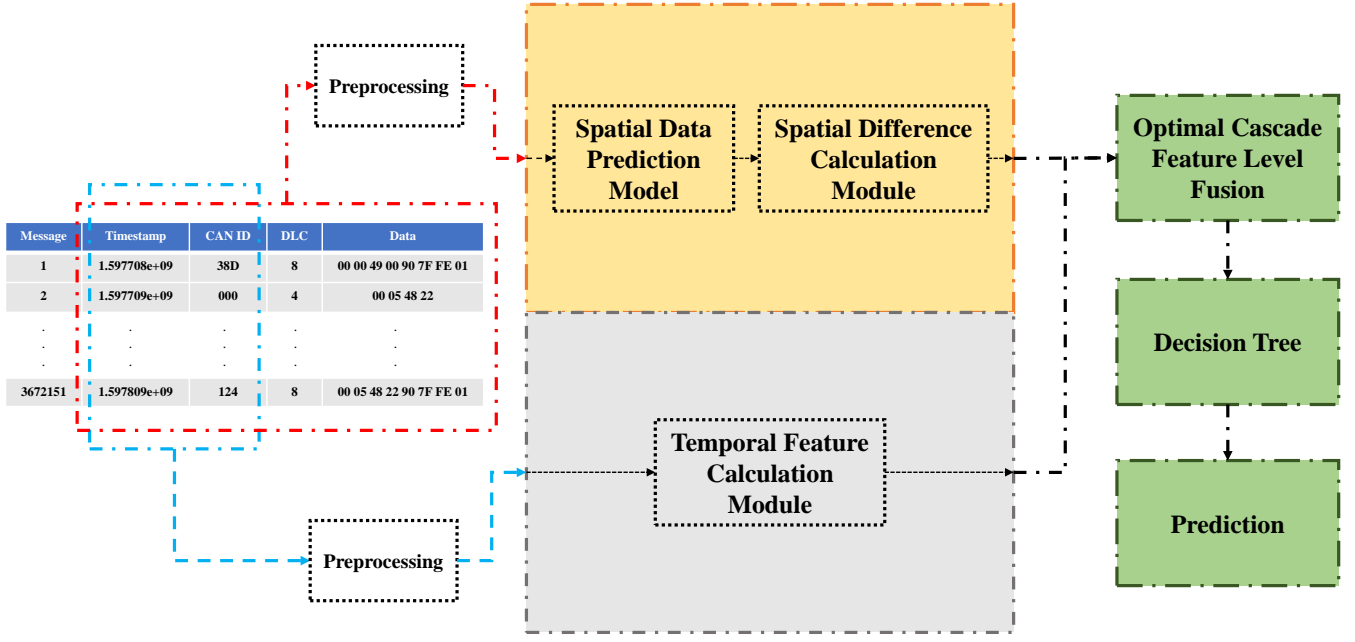 Preprocessing
Spatial Data
Prediction
Model
Spatial Difference
Calculation
Module
Optimal Cascade
Feature Level
Fusion
Message Timestamp CAN ID DLC Data
1 1.597708e+09 38D 8 00 00 49 00 90 7F FE 01
2 1.597709e+09 000 4 00 05 48 22
. . . . .
. . . . .
. . . . .
3672151 1.597809e+09 124 8 00 05 48 22 90 7F FE 01
Decision Tree
Temporal Feature
Calculation
Module
Preprocessing
Prediction